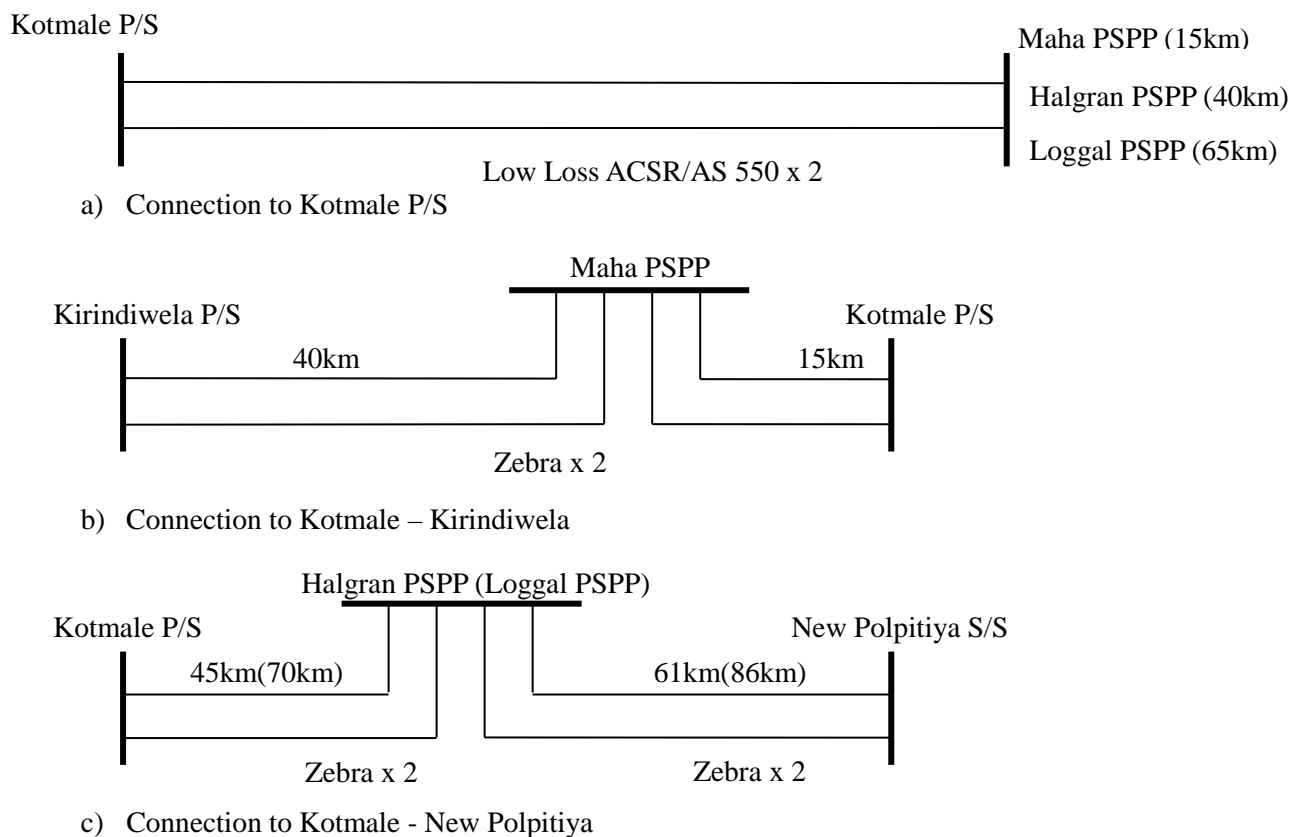 Kotmale P/S
Maha PSPP (15km)
Halgran PSPP (40km)
Loggal PSPP (65km)
Low Loss ACSR/AS 550 x 2
a) Connection to Kotmale P/S
Maha PSPP
Kirindiwela P/S
Kotmale P/S
40km
15km
Zebra x 2
b) Connection to Kotmale – Kirindiwela
Halgran PSPP (Loggal PSPP)
Kotmale P/S
New Polpitiya S/S
45km(70km)
61km(86km)
Zebra x 2
Zebra x 2
c) Connection to Kotmale - New Polpitiya